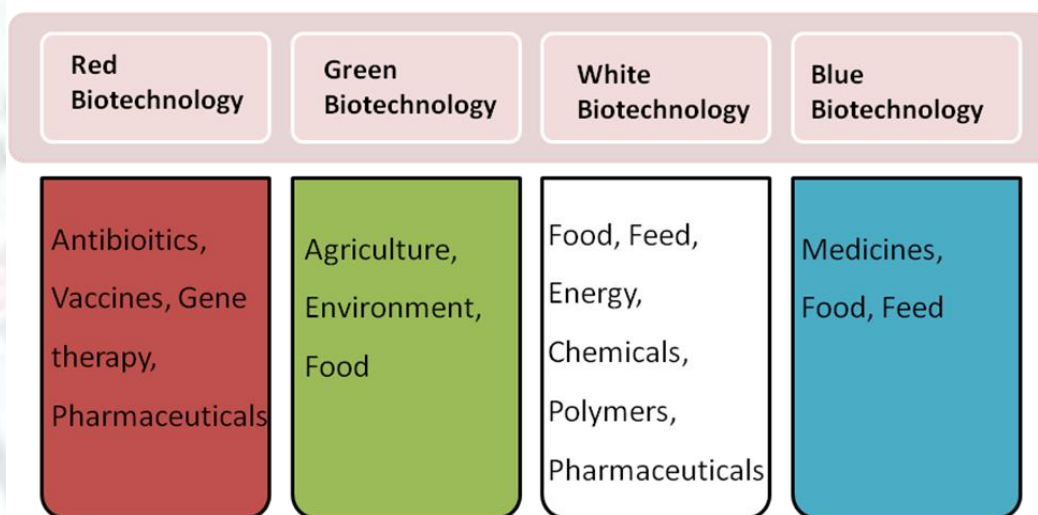 Red
Biotechnology
Green
Biotechnology
White
Biotechnology
Blue
Biotechnology
Antibioitics,
Vaccines, Gene
therapy,
Pharmaceuticals
Agriculture,
Environment,
Food
Food, Feed,
Energy,
Chemicals,
Polymers,
Pharmaceuticals
Medicines,
Food, Feed